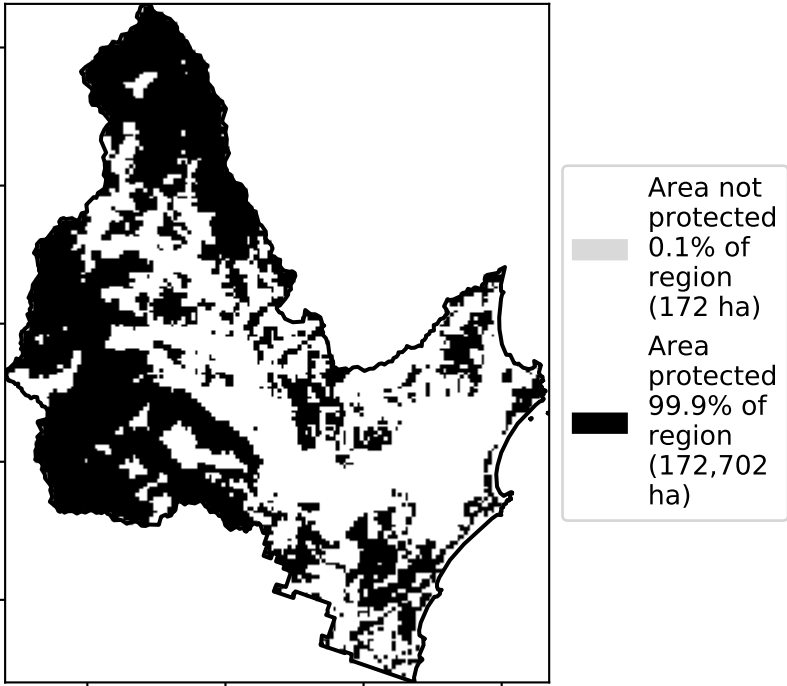 Area not
protected
0.1% of
region
(172 ha)
Area
protected
99.9% of
region
(172,702
ha)